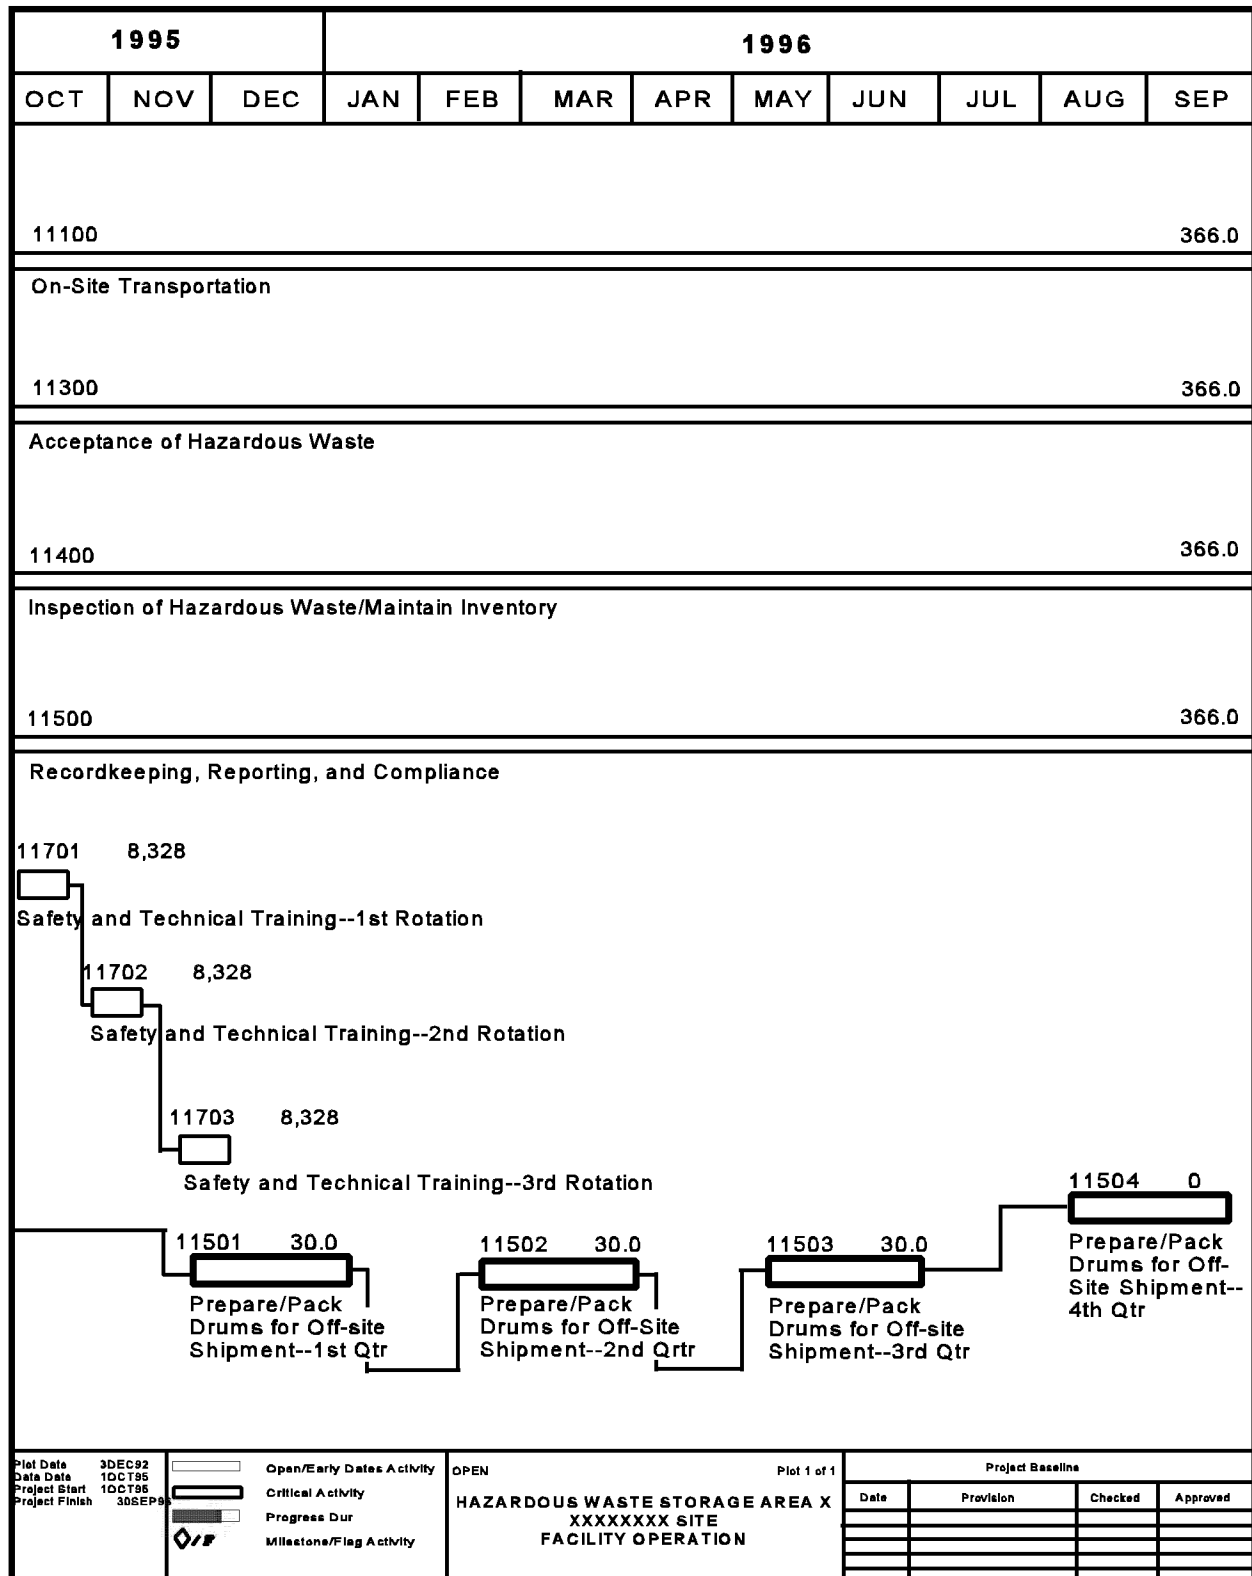 1995 1996
OCT NOV DEC JAN FEB MAR APR MAY JUN JUL AUG SEP
11100 366.0
On-Site Transportation
11300 366.0
Acceptance of Hazardous Waste
11400 366.0
Inspection of Hazardous Waste/Maintain Inventory
11500 366.0
Recordkeeping, Reporting, and Compliance
11701 8,328
Safety and Technical Training--1st Rotation
11702 8,328
Safety and Technical Training--2nd Rotation
11703 8,328
Safety and Technical Training--3rd Rotation
11501 30.0
Prepare/Pack
Drums for Off-site
Shipment--1st Qtr
11502 30.0
Prepare/Pack
Drums for Off-Site
Shipment--2nd Qrtr
11503 30.0
Prepare/Pack
Drums for Off-site
Shipment--3rd Qtr
11504 0
Prepare/Pack
Drums for Off-
Site Shipment--
4th Qtr
Plot Date 3DEC92
Data Date 1OCT95
Project Start 1OCT95
Project Finish 30SEP96
Open/Early Dates Activity
Critical Activity
Progress Dur
Milestone/Flag Activity
OPEN Plot 1 of 1
HAZARDOUS WASTE STORAGE AREA X
XXXXXXXX SITE
FACILITY OPERATION
Project Baseline
Date Provision Checked Approved